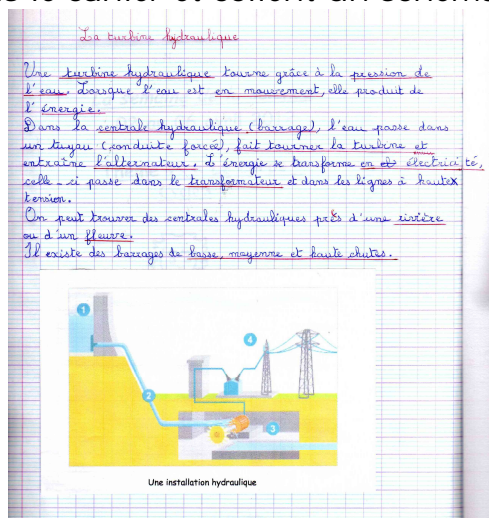 La turbine hydraulique
Une turbine hydraulique tourne grâce à la pression de
l'eau. Lorsque l'eau est en mouvement, elle produit de
l'énergie.
Dans la centrale hydraulique (barrage), l'eau passe dans
un tuyau (conduite forcée), fait tourner la turbine et
entraîne l'alternateur. L'énergie se transforme en électricité,
celle-ci passe dans le transformateur et dans les lignes à hautex
tension.
On peut trouver des centrales hydrauliques près d'une rivière
ou d'un fleuve.
Il existe des barrages de basse, moyenne et haute chutes.
1
4
2
3
Une installation hydraulique